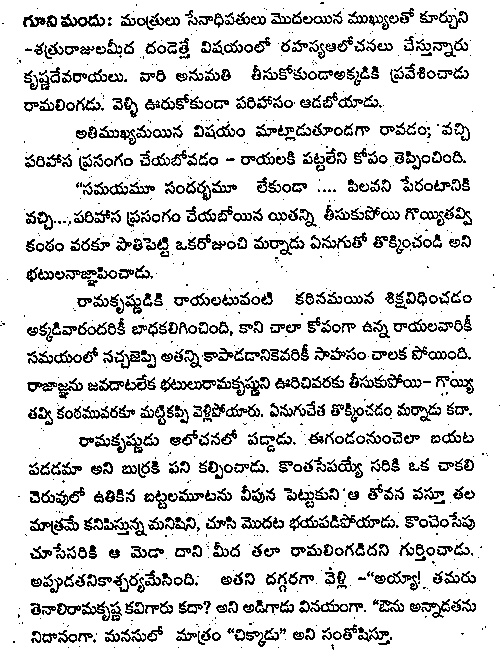 గూని మందు: మంత్రులు సేనాధిపతులు మొదలయిన ముఖ్యులతో కూర్చుని
-శత్రురాజులమీద దండెత్తే విషయంలో రహస్యఆలోచనలు చేస్తున్నారు
కృష్ణదేవరాయలు. వారి అనుమతి తీసుకోకుండాఅక్కడికి ప్రవేశించాడు
రామలింగడు. వెళ్ళి ఊరుకోకుండా పరిహాసం ఆడబోయాడు.
అతిముఖ్యమయిన విషయం మాట్లాడుతూండగా రావడం; వచ్చి
పరిహాస ప్రసంగం చేయబోవడం - రాయలకి పట్టలేని కోపం తెప్పించింది.
"సమయమూ సందర్భమూ లేకుండా .... పిలవని పేరంటానికి
వచ్చి...,పరిహాస ప్రసంగం చేయబోయిన యితన్ని తీసుకుపోయి గొయ్యితవ్వి
కంఠం వరకూ పాతిపెట్టి ఒకరోజుంచి మర్నాడు ఏనుగుతో తొక్కించండి అని
భటులనాజ్ఞాపించాడు.
రామకృష్ణుడికి రాయలటువంటి కఠినమయిన శిక్షవిధించడం
అక్కడివారందరికీ బాధకలిగించింది, కాని చాలా కోపంగా ఉన్న రాయలవారికీ
సమయంలో నచ్చజెప్పి అతన్ని కాపాడడానికెవరికీ సాహసం చాలక పోయింది.
రాజాజ్ఞను జవదాటలేక భటులురామకృష్ణుని ఊరిచివరకు తీసుకుపోయి- గొయ్యి
తవ్వి కంఠమువరకూ మట్టికప్పి వెళ్లిపోయారు. ఏనుగుచేత తొక్కించడం మర్నాడు కదా.
రామకృష్ణుడు ఆలోచనలో పడ్డాడు. ఈగండంనుంచెలా బయట
పడడమా అని బుర్రకి పని కల్పించాడు. కొంతసేపయ్యే సరికి ఒక చాకలి
చెరువులో ఉతికిన బట్టలమూటను వీపున పెట్టుకుని ఆ తోవన వస్తూ తల
మాత్రమే కనిపిస్తున్న మనిషిని, చూసి మొదట భయపడిపోయాడు. కొంచెంసేపు
చూసేసరికి ఆ మెడా దాని మీద తలా రామలింగడిదని గుర్తించాడు.
అప్పుడతనికాశ్చర్యమేసింది. అతని దగ్గరగా వెళ్లి -"అయ్యా! తమరు
తెనాలిరామకృష్ణ కవిగారు కదా? అని అడిగాడు వినయంగా. "ఔను అన్నాడతను
నిదానంగా. మనసులో మాత్రం "చిక్కాడు" అని సంతోషిస్తూ.